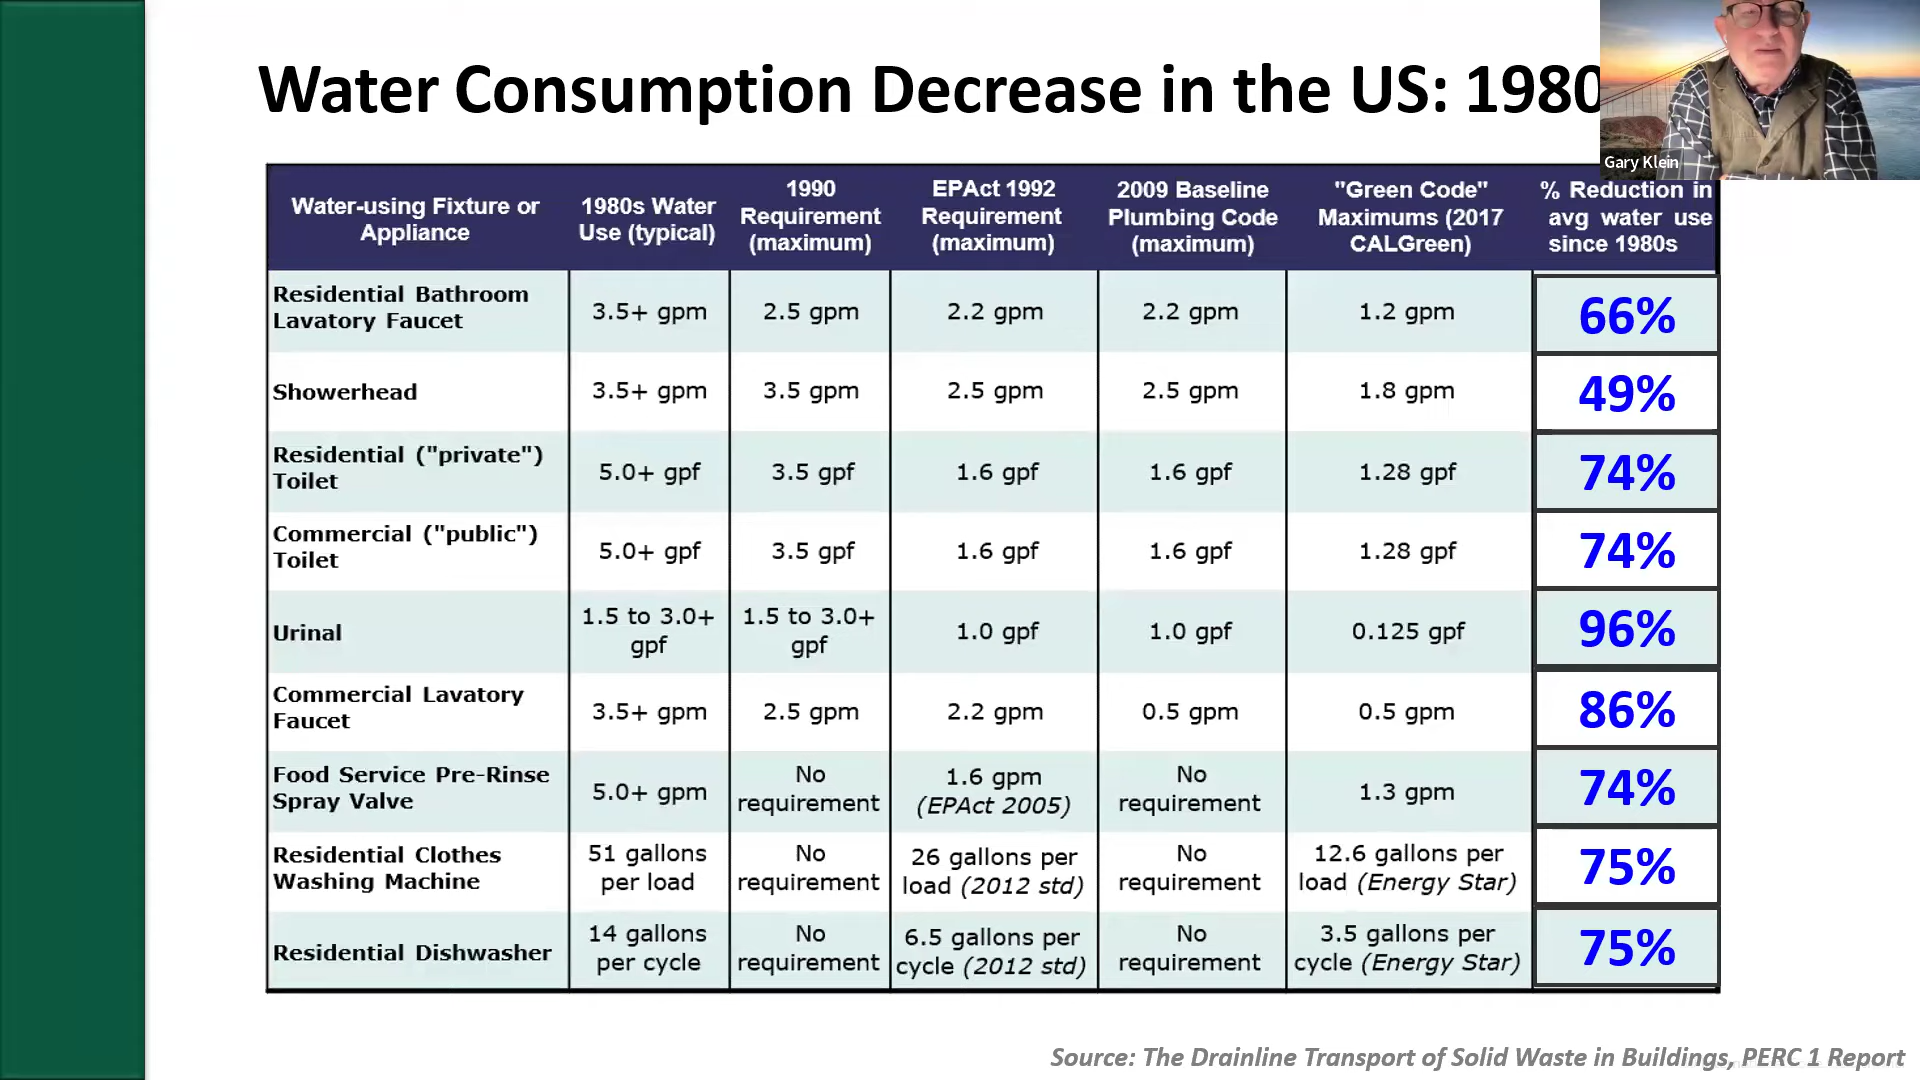 Water Consumption Decrease in the US: 1980
Gary Klein
Water-using Fixture or
Appliance
1980s Water
Use (typical)
1990
Requirement
(maximum)
EPAct 1992
Requirement
(maximum)
2009 Baseline
Plumbing Code
(maximum)
"Green Code"
Maximums (2017
CALGreen)
% Reduction in
avg water use
since 1980s
Residential Bathroom
Lavatory Faucet
3.5+ gpm
2.5 gpm
2.2 gpm
2.2 gpm
1.2 gpm
66%
Showerhead
3.5+ gpm
3.5 gpm
2.5 gpm
2.5 gpm
1.8 gpm
49%
Residential ("private")
Toilet
5.0+ gpf
3.5 gpf
1.6 gpf
1.6 gpf
1.28 gpf
74%
Commercial ("public")
Toilet
5.0+ gpf
3.5 gpf
1.6 gpf
1.6 gpf
1.28 gpf
74%
Urinal
1.5 to 3.0+
gpf
1.5 to 3.0+
gpf
1.0 gpf
1.0 gpf
0.125 gpf
96%
Commercial Lavatory
Faucet
3.5+ gpm
2.5 gpm
2.2 gpm
0.5 gpm
0.5 gpm
86%
Food Service Pre-Rinse
Spray Valve
5.0+ gpm
No
requirement
1.6 gpm
(EPAct 2005)
No
requirement
1.3 gpm
74%
Residential Clothes
Washing Machine
51 gallons
per load
No
requirement
26 gallons per
load (2012 std)
No
requirement
12.6 gallons per
load (Energy Star)
75%
Residential Dishwasher
14 gallons
per cycle
No
requirement
6.5 gallons per
cycle (2012 std)
No
requirement
3.5 gallons per
cycle (Energy Star)
75%
Source: The Drainline Transport of Solid Waste in Buildings, PERC 1 Report